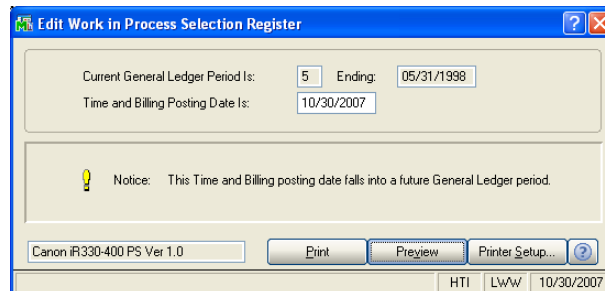 Edit Work in Process Selection Register
Current General Ledger Period Is: 5 Ending: 05/31/1998
Time and Billing Posting Date Is: 10/30/2007
Notice: This Time and Billing posting date falls into a future General Ledger period.
Canon iR330-400 PS Ver 1.0 Print Preview Printer Setup... ?
HTI LWW 10/30/2007